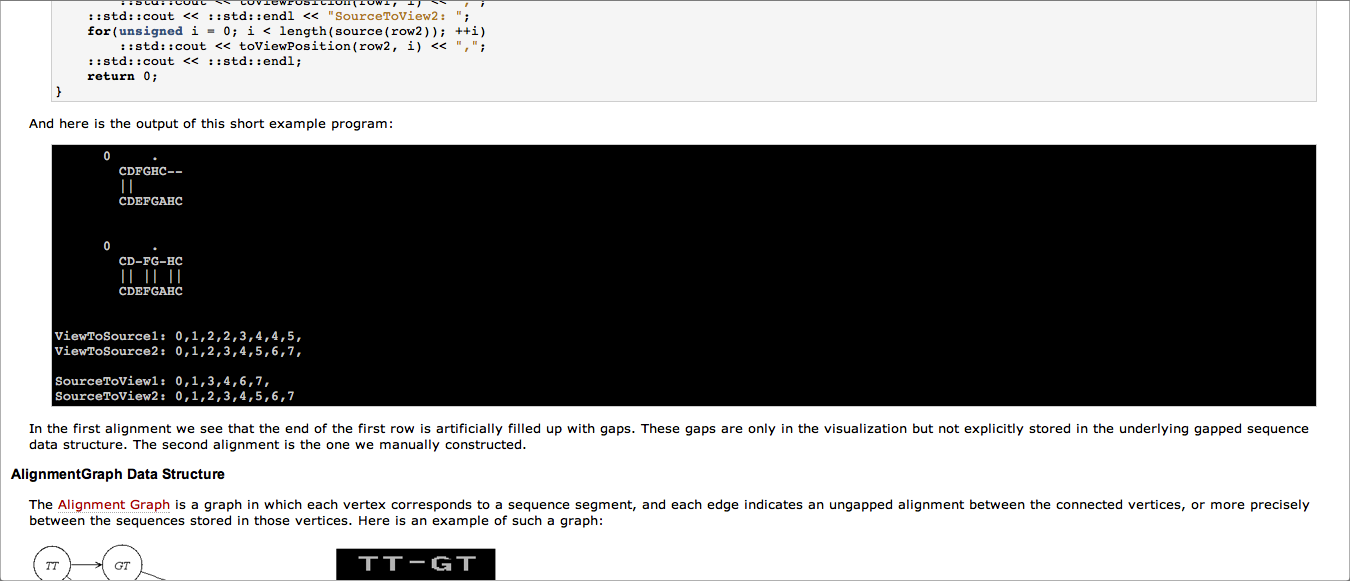 ::std::cout << toViewPosition(row1, i) << ",";
::std::cout << ::std::endl << "SourceToView2: ";
for(unsigned i = 0; i < length(source(row2)); ++i)
::std::cout << toViewPosition(row2, i) << ",";
::std::cout << ::std::endl;
return 0;
}
And here is the output of this short example program:
0 .
CDFGHC--
||
CDEFGAHC
0 .
CD-FG-HC
|| || ||
CDEFGAHC
ViewToSource1: 0,1,2,2,3,4,4,5,
ViewToSource2: 0,1,2,3,4,5,6,7,
SourceToView1: 0,1,3,4,6,7,
SourceToView2: 0,1,2,3,4,5,6,7
In the first alignment we see that the end of the first row is artificially filled up with gaps. These gaps are only in the visualization but not explicitly stored in the underlying gapped sequence
data structure. The second alignment is the one we manually constructed.
AlignmentGraph Data Structure
The Alignment Graph is a graph in which each vertex corresponds to a sequence segment, and each edge indicates an ungapped alignment between the connected vertices, or more precisely
between the sequences stored in those vertices. Here is an example of such a graph:
TT GT
TT-GT